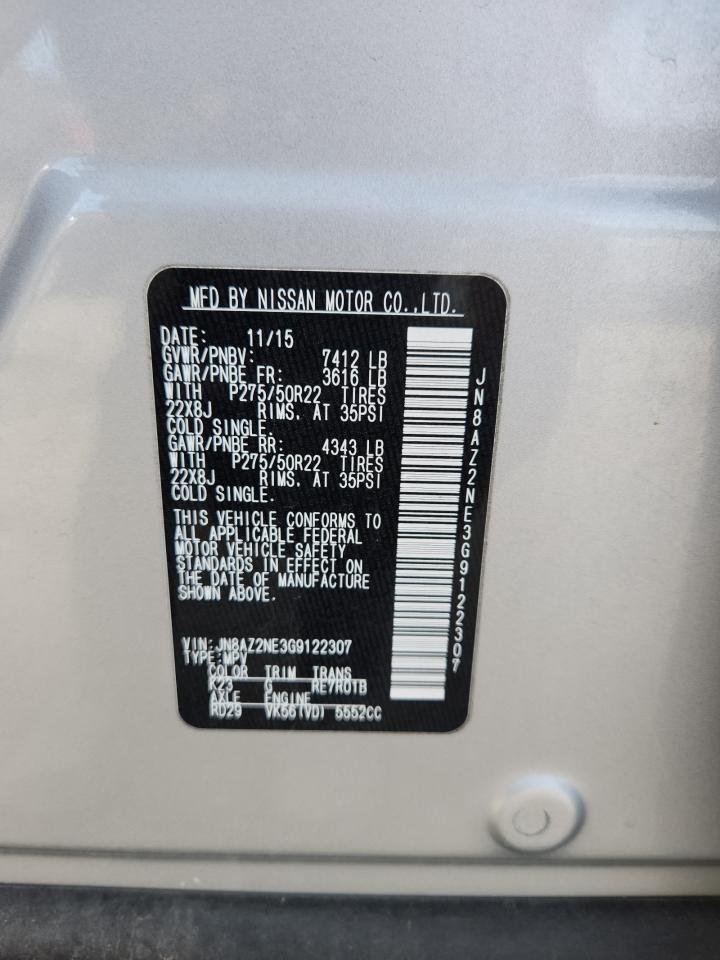 MFD BY NISSAN MOTOR CO.,LTD.
DATE: 11/15
GVWR/PNBV: 7412 LB
GAWR/PNBE FR: 3616 LB
WITH P275/50R22 TIRES
22X8J RIMS, AT 35PSI
COLD SINGLE.
GAWR/PNBE RR: 4343 LB
WITH P275/50R22 TIRES
22X8J RIMS, AT 35PSI
COLD SINGLE.
THIS VEHICLE CONFORMS TO
ALL APPLICABLE FEDERAL
MOTOR VEHICLE SAFETY
STANDARDS IN EFFECT ON
THE DATE OF MANUFACTURE
SHOWN ABOVE.
VIN:JN8AZ2NE3G9122307
TYPE:MPV
COLOR TRIM TRANS
K23 G RE7R01B
AXLE ENGINE
RD29 VK56(VD) 5552CC
JN8AZ2NE3G9122307